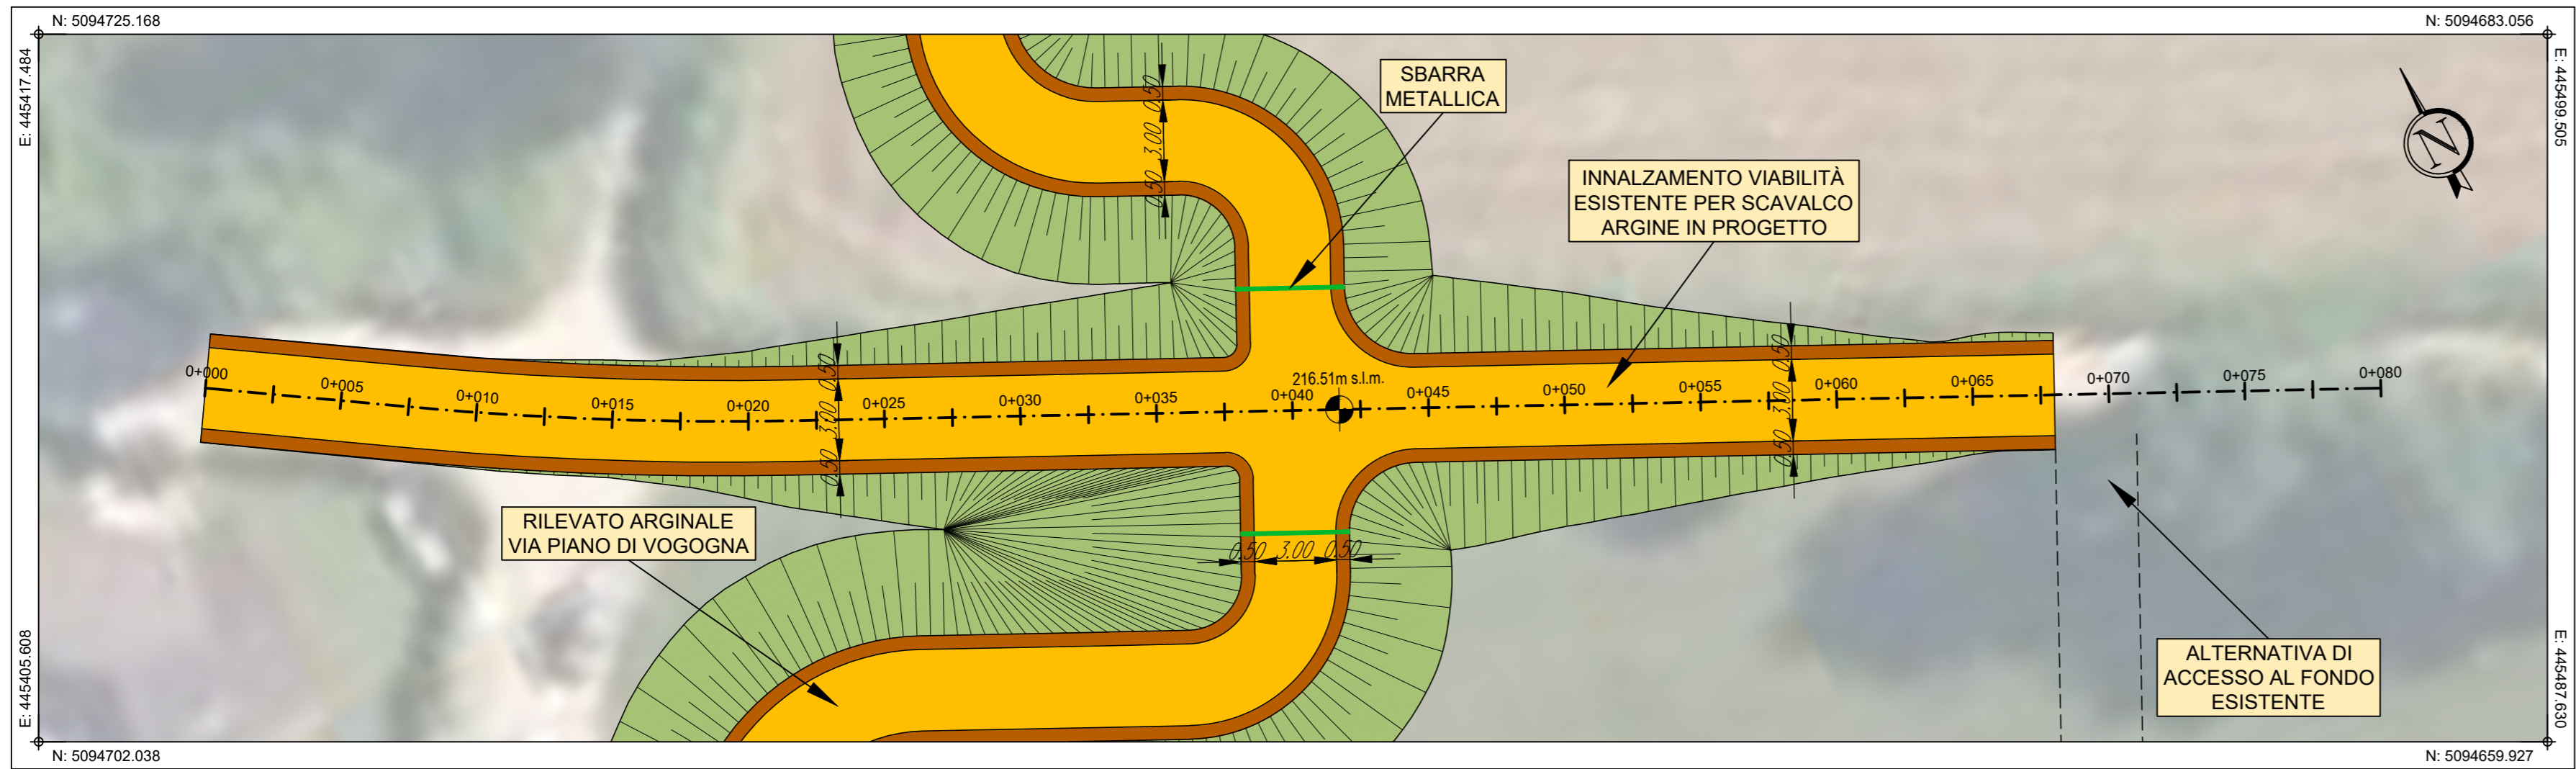 N: 5094725.168
N: 5094683.056
E: 445417.484
E: 445499.505
SBARRA
METALLICA
N
INNALZAMENTO VIABILITÀ
ESISTENTE PER SCAVALCO
ARGINE IN PROGETTO
0.50
3.00
0.50
216.51m s.l.m.
0+000
0+005
0+010
0+015
0+020
0+025
0+030
0+035
0+040
0+045
0+050
0+055
0+060
0+065
0+070
0+075
0+080
0.50
3.00
0.50
0.50
3.00
0.50
RILEVATO ARGINALE
VIA PIANO DI VOGOGNA
0.50 3.00 0.50
ALTERNATIVA DI
ACCESSO AL FONDO
ESISTENTE
E: 445405.608
E: 445487.630
N: 5094702.038
N: 5094659.927